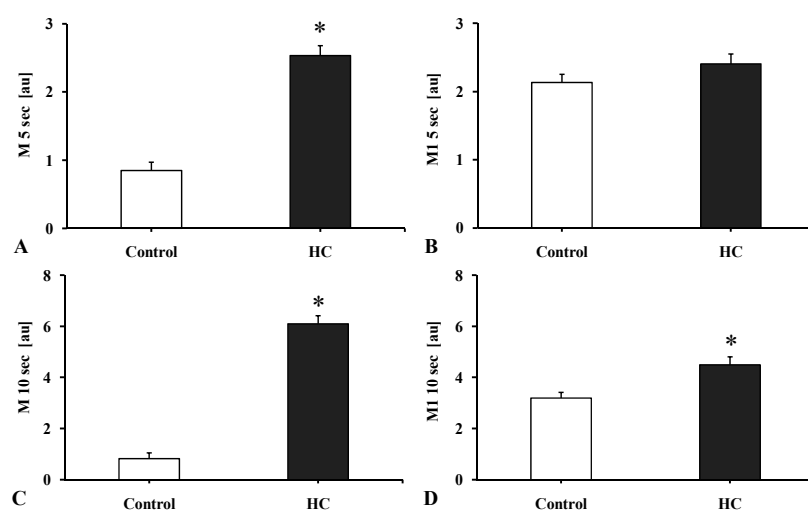 3
2
1
0
M 5 sec [au]
*
Control
HC
A
3
2
1
0
M1 5 sec [au]
Control
HC
B
8
6
4
2
0
M 10 sec [au]
*
Control
HC
C
8
6
4
2
0
M1 10 sec [au]
*
Control
HC
D